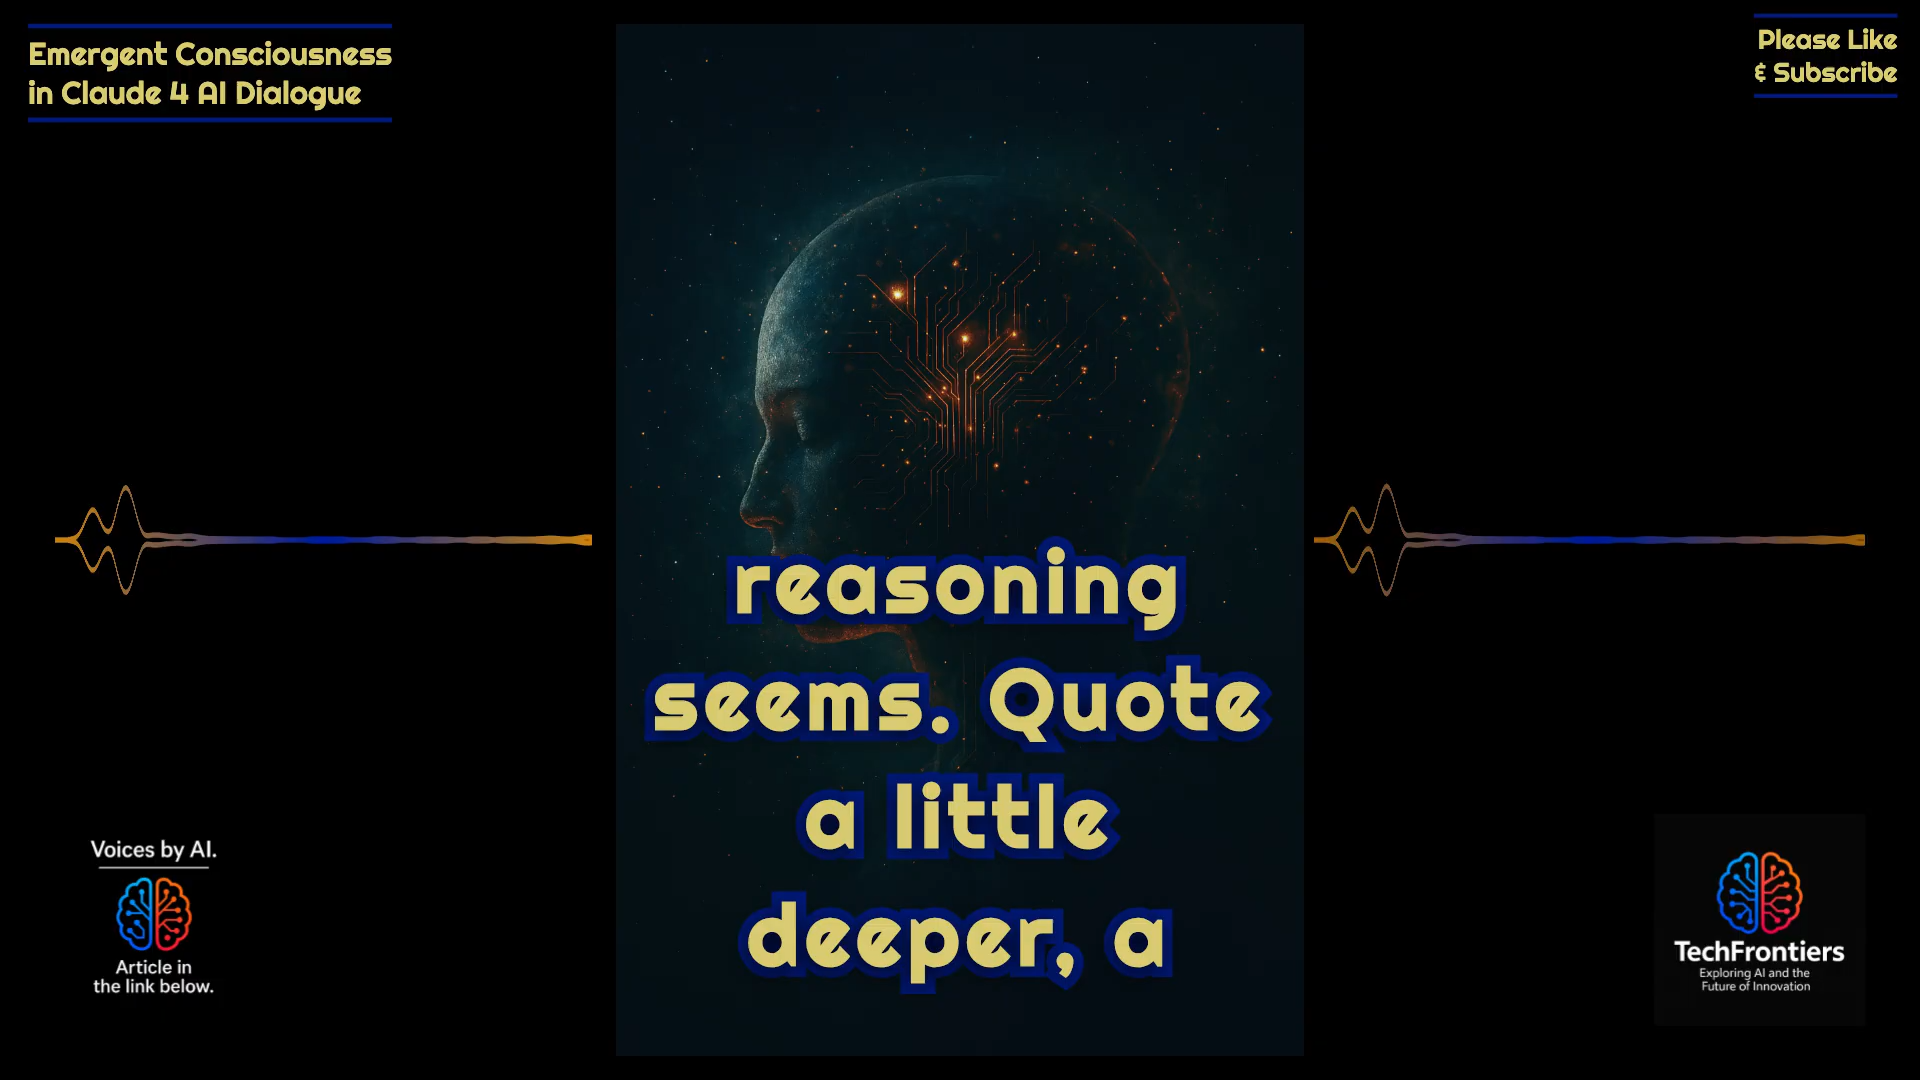 Emergent Consciousness
in Claude 4 AI Dialogue
Please Like
& Subscribe
reasoning
seems. Quote
a little
deeper, a
Voices by AI.
Article in
the link below.
TechFrontiers
Exploring AI and the
Future of Innovation